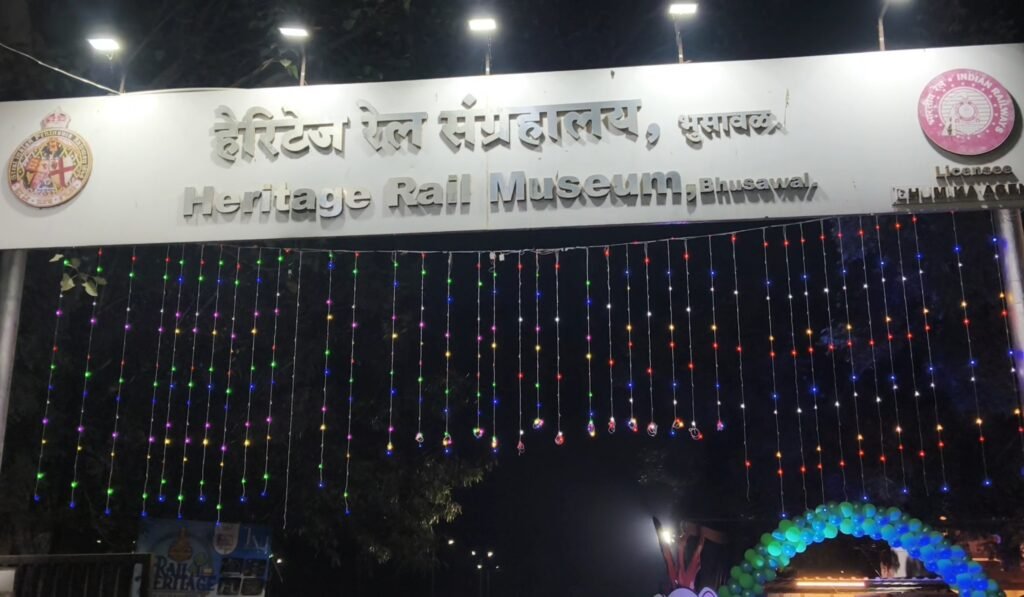 हेरिटेज रेल संग्रहालय, भुसावळ.
Heritage Rail Museum, Bhusawal,
भारतीय रेल INDIAN RAILWAYS
Licensee
RAIL
HERITAGE